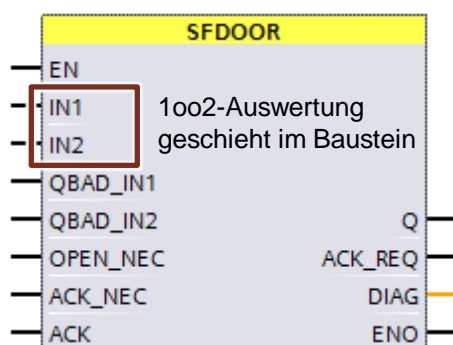 SFDOOR
EN
IN1
1oo2-Auswertung
IN2
geschieht im Baustein
QBAD_IN1
QBAD_IN2
Q
OPEN_NEC
ACK_REQ
ACK_NEC
DIAG
ACK
ENO